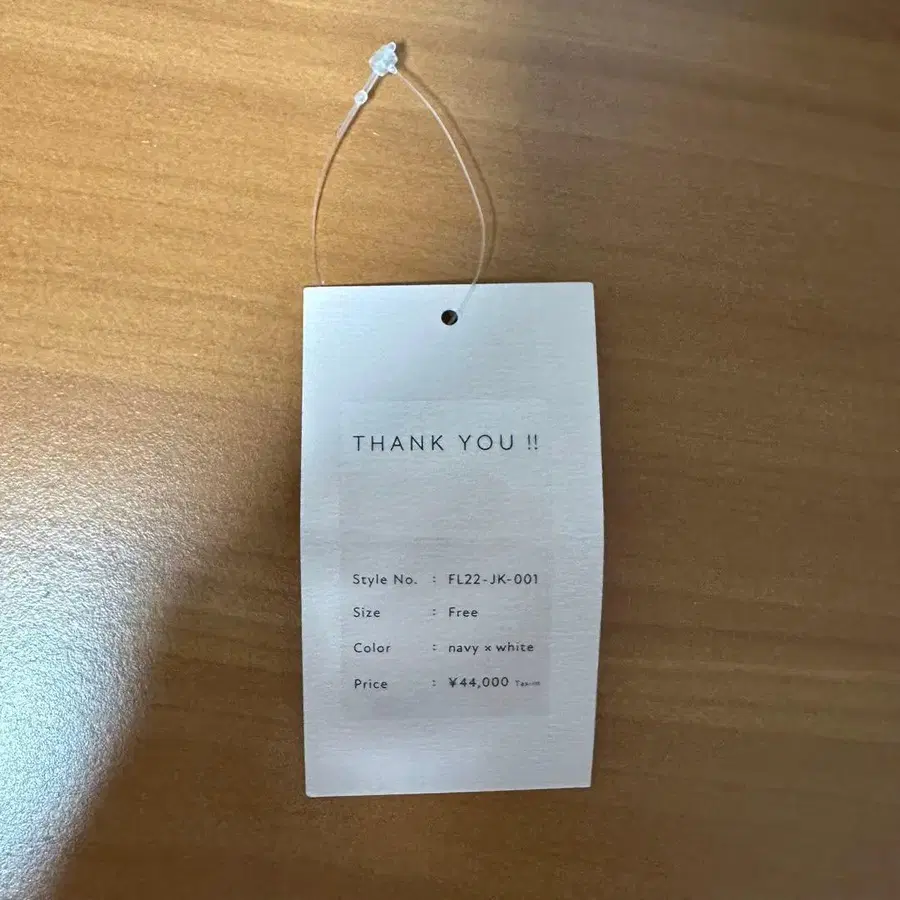 THANK YOU !!
Style No. : FL22-JK-001
Size : Free
Color : navy × white
Price : ¥44,000 Tax-in